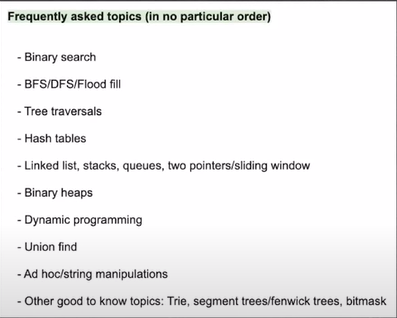 Frequently asked topics (in no particular order)
- Binary search
- BFS/DFS/Flood fill
- Tree traversals
- Hash tables
- Linked list, stacks, queues, two pointers/sliding window
- Binary heaps
- Dynamic programming
- Union find
- Ad hoc/string manipulations
- Other good to know topics: Trie, segment trees/fenwick trees, bitmask